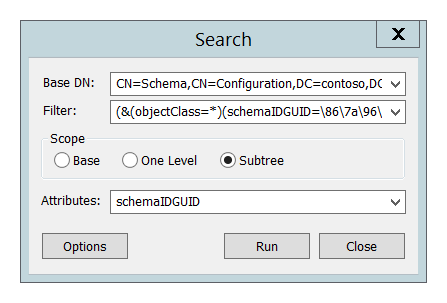 Search
X
Base DN: CN=Schema,CN=Configuration,DC=contoso,DC
Filter: (&(objectClass=*)(schemaIDGUID=\86\7a\96\
Scope
Base One Level Subtree
Attributes: schemaIDGUID
Options Run Close